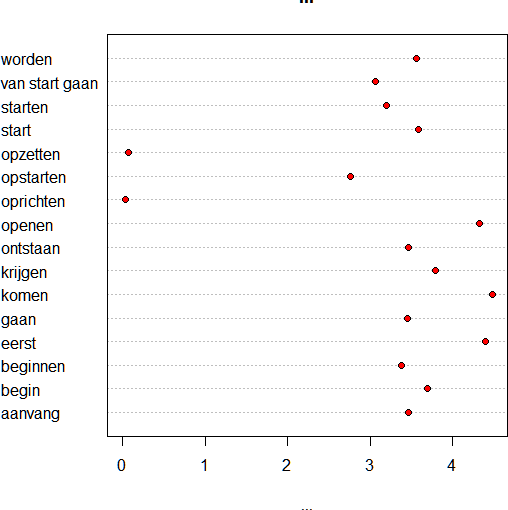 ...
worden
van start gaan
starten
start
opzetten
opstarten
oprichten
openen
ontstaan
krijgen
komen
gaan
eerst
beginnen
begin
aanvang
0 1 2 3 4
...